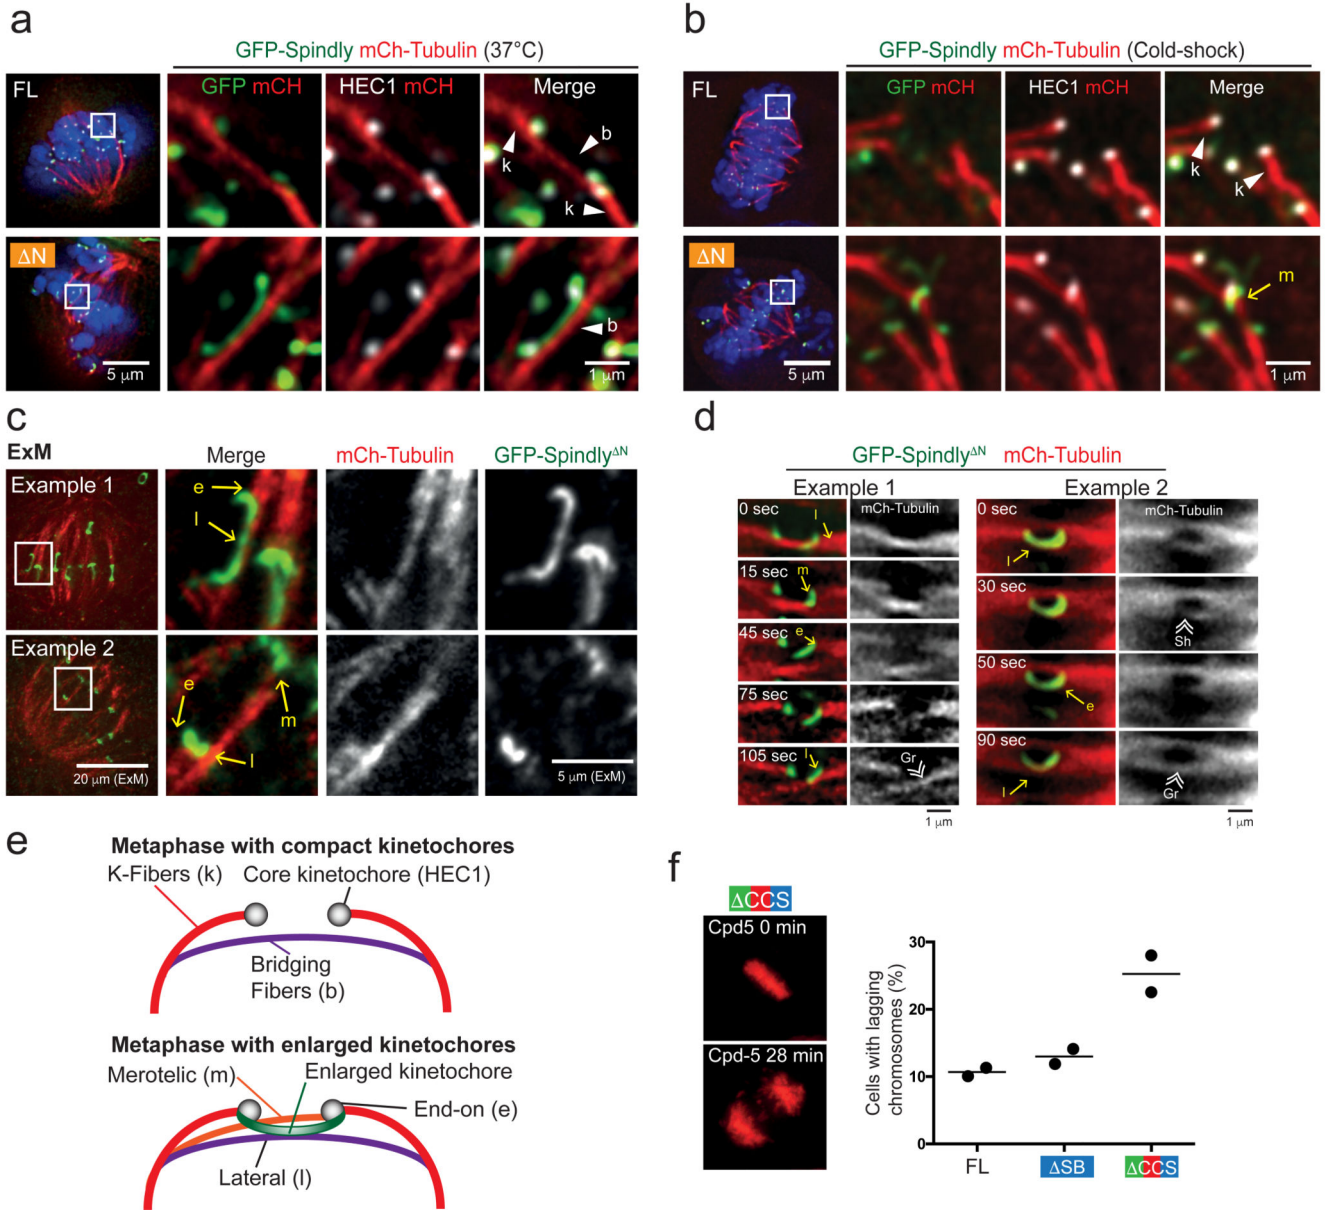 a
GFP-Spindly mCh-Tubulin (37°C)
FL
GFP mCH
HEC1 mCH
Merge
k
b
k
ΔN
b
5 μm
1 μm
b
GFP-Spindly mCh-Tubulin (Cold-shock)
FL
GFP mCH
HEC1 mCH
Merge
k
k
ΔN
m
5 μm
1 μm
c
ExM
Merge
mCh-Tubulin
GFP-SpindlyΔN
Example 1
e
l
Example 2
e
m
l
20 μm (ExM)
5 μm (ExM)
d
GFP-SpindlyΔN mCh-Tubulin
Example 1
Example 2
0 sec
l
mCh-Tubulin
15 sec
m
45 sec
e
75 sec
105 sec
l
Gr
1 μm
0 sec
l
mCh-Tubulin
30 sec
Sh
50 sec
e
90 sec
l
Gr
1 μm
e
Metaphase with compact kinetochores
K-Fibers (k)
Core kinetochore (HEC1)
Bridging
Fibers (b)
Metaphase with enlarged kinetochores
Merotelic (m)
Enlarged kinetochore
End-on (e)
Lateral (l)
f
ΔCCS
Cpd5 0 min
Cpd-5 28 min
Cells with lagging
chromosomes (%)
30
20
10
0
FL
ΔSB
ΔCCS